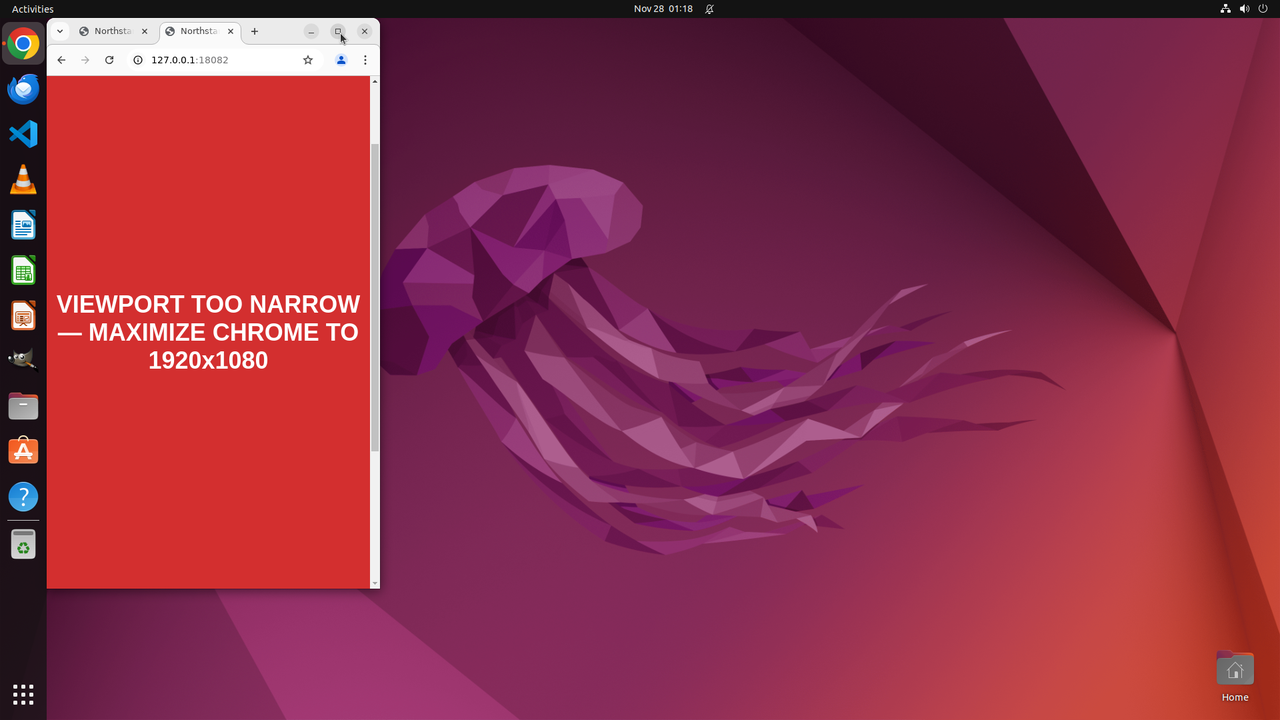 Activities
Nov 28 01:18
Northsta
Northsta
127.0.0.1:18082
VIEWPORT TOO NARROW
— MAXIMIZE CHROME TO
1920x1080
Home